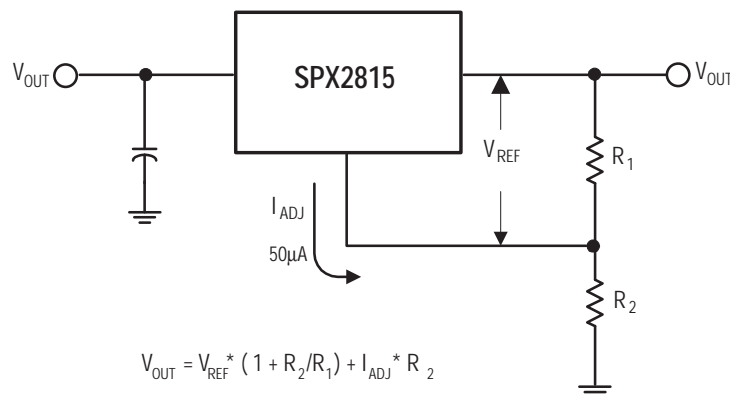 V_OUT
SPX2815
V_OUT
V_REF
R_1
I_ADJ
50µA
R_2
V_OUT = V_REF* ( 1 + R_2/R_1) + I_ADJ* R_2